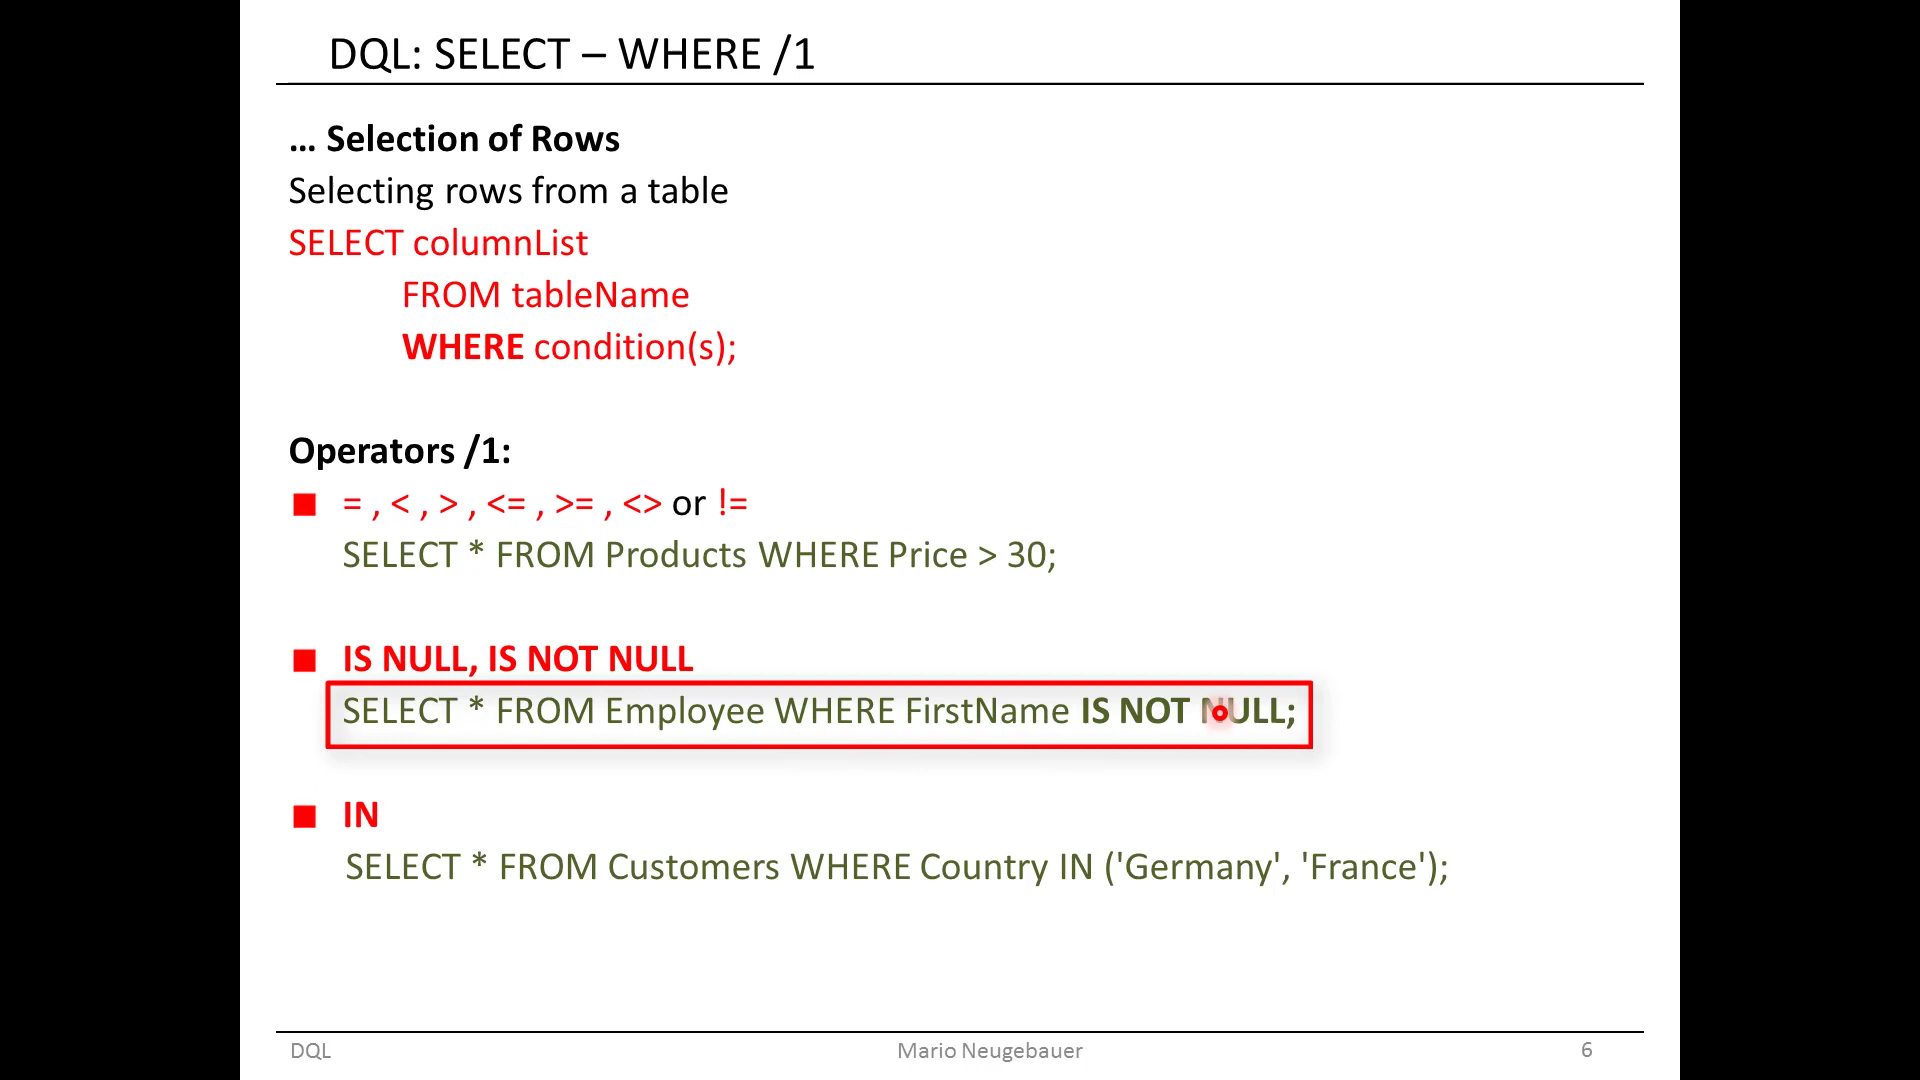 DQL: SELECT – WHERE /1
... Selection of Rows
Selecting rows from a table
SELECT columnList
FROM tableName
WHERE condition(s);
Operators /1:
= , < , > , <= , >= , <> or !=
SELECT * FROM Products WHERE Price > 30;
IS NULL, IS NOT NULL
SELECT * FROM Employee WHERE FirstName IS NOT NULL;
IN
SELECT * FROM Customers WHERE Country IN ('Germany', 'France');
DQL
Mario Neugebauer
6